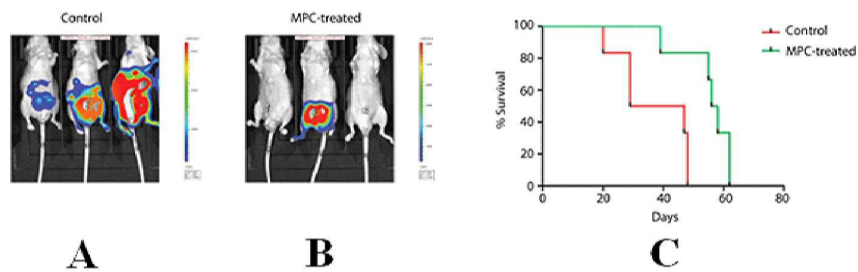 Control
MPC-treated
100
80
60
40
20
0
% Survival
0
20
40
60
80
Days
Control
MPC-treated
A
B
C